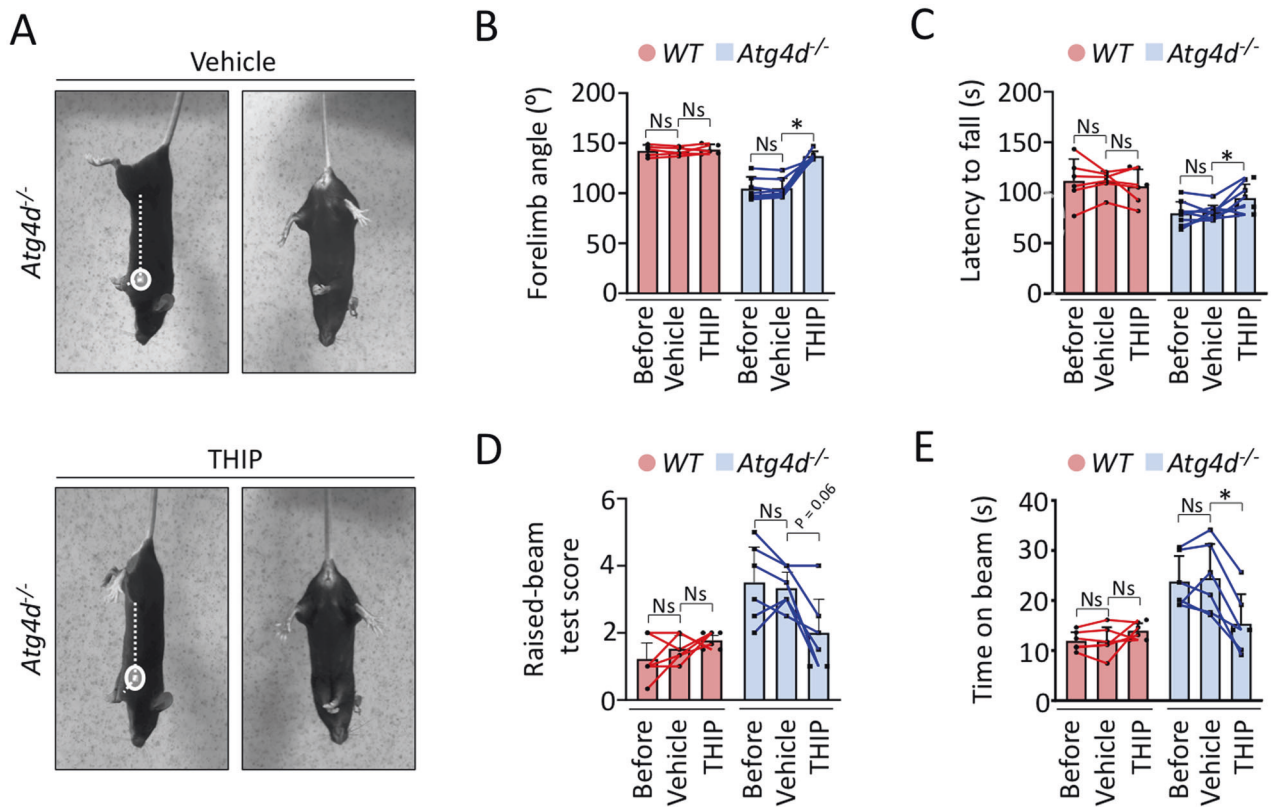 A
Vehicle
Atg4d-/-
THIP
Atg4d-/-
B
WT Atg4d-/-
Forelimb angle (º)
200
150
100
50
0
Ns Ns
Ns *
Before Vehicle THIP Before Vehicle THIP
C
WT Atg4d-/-
Latency to fall (s)
200
150
100
50
0
Ns Ns
Ns *
Before Vehicle THIP Before Vehicle THIP
D
WT Atg4d-/-
Raised-beam
test score
6
4
2
0
Ns Ns
Ns P = 0.06
Before Vehicle THIP Before Vehicle THIP
E
WT Atg4d-/-
Time on beam (s)
40
30
20
10
0
Ns Ns
Ns *
Before Vehicle THIP Before Vehicle THIP